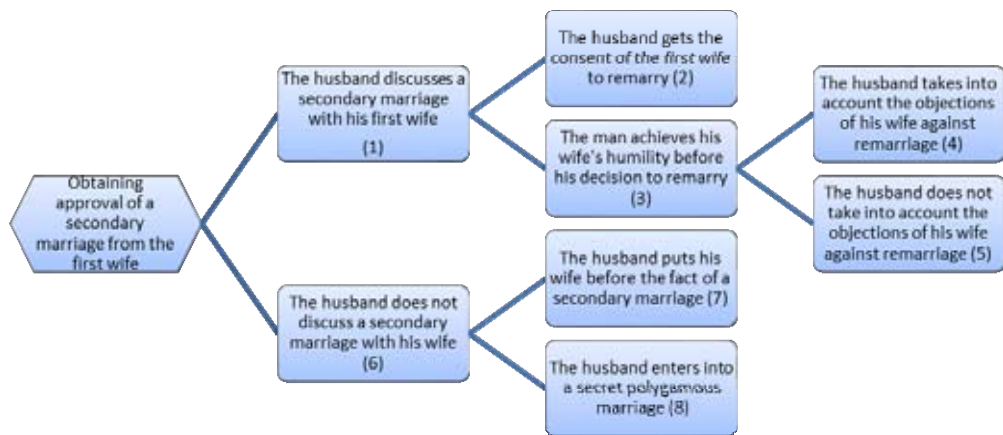 Obtaining
approval of a
secondary
marriage from the
first wife
The husband discusses a
secondary marriage
with his first wife
(1)
The husband gets the
consent of the first wife
to remarry (2)
The man achieves his
wife's humility before
his decision to remarry
(3)
The husband takes into
account the objections
of his wife against
remarriage (4)
The husband does not
take into account the
objections of his wife
against remarriage (5)
The husband does not
discuss a secondary
marriage with his wife
(6)
The husband puts his
wife before the fact of a
secondary marriage (7)
The husband enters into
a secret polygamous
marriage (8)